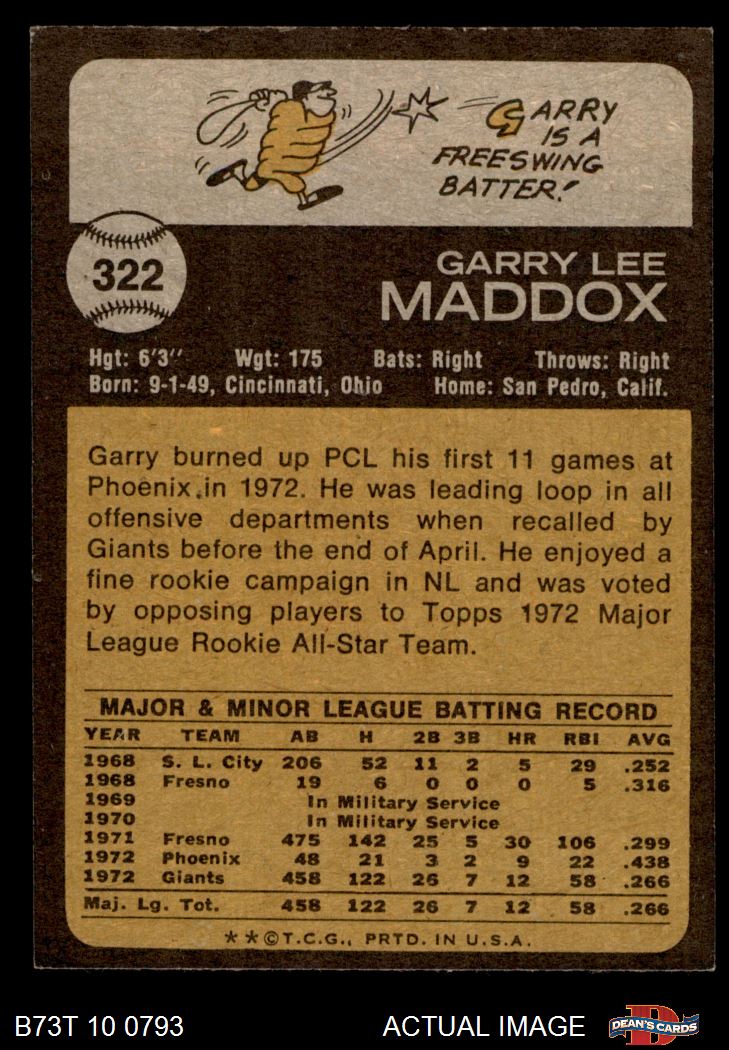 GARRY
IS A
FREESWING
BATTER!
322
GARRY LEE
MADDOX
Hgt: 6'3" Wgt: 175 Bats: Right Throws: Right
Born: 9-1-49, Cincinnati, Ohio Home: San Pedro, Calif.
Garry burned up PCL his first 11 games at
Phoenix in 1972. He was leading loop in all
offensive departments when recalled by
Giants before the end of April. He enjoyed a
fine rookie campaign in NL and was voted
by opposing players to Topps 1972 Major
League Rookie All-Star Team.
MAJOR & MINOR LEAGUE BATTING RECORD
YEAR TEAM AB H 2B 3B HR RBI AVG
1968 S. L. City 206 52 11 2 5 29 .252
1968 Fresno 19 6 0 0 0 5 .316
1969 In Military Service
1970 In Military Service
1971 Fresno 475 142 25 5 30 106 .299
1972 Phoenix 48 21 3 2 9 22 .438
1972 Giants 458 122 26 7 12 58 .266
Maj. Lg. Tot. 458 122 26 7 12 58 .266
**©T.C.G., PRTD. IN U.S.A.
B73T 10 0793 ACTUAL IMAGE DEAN'S CARDS